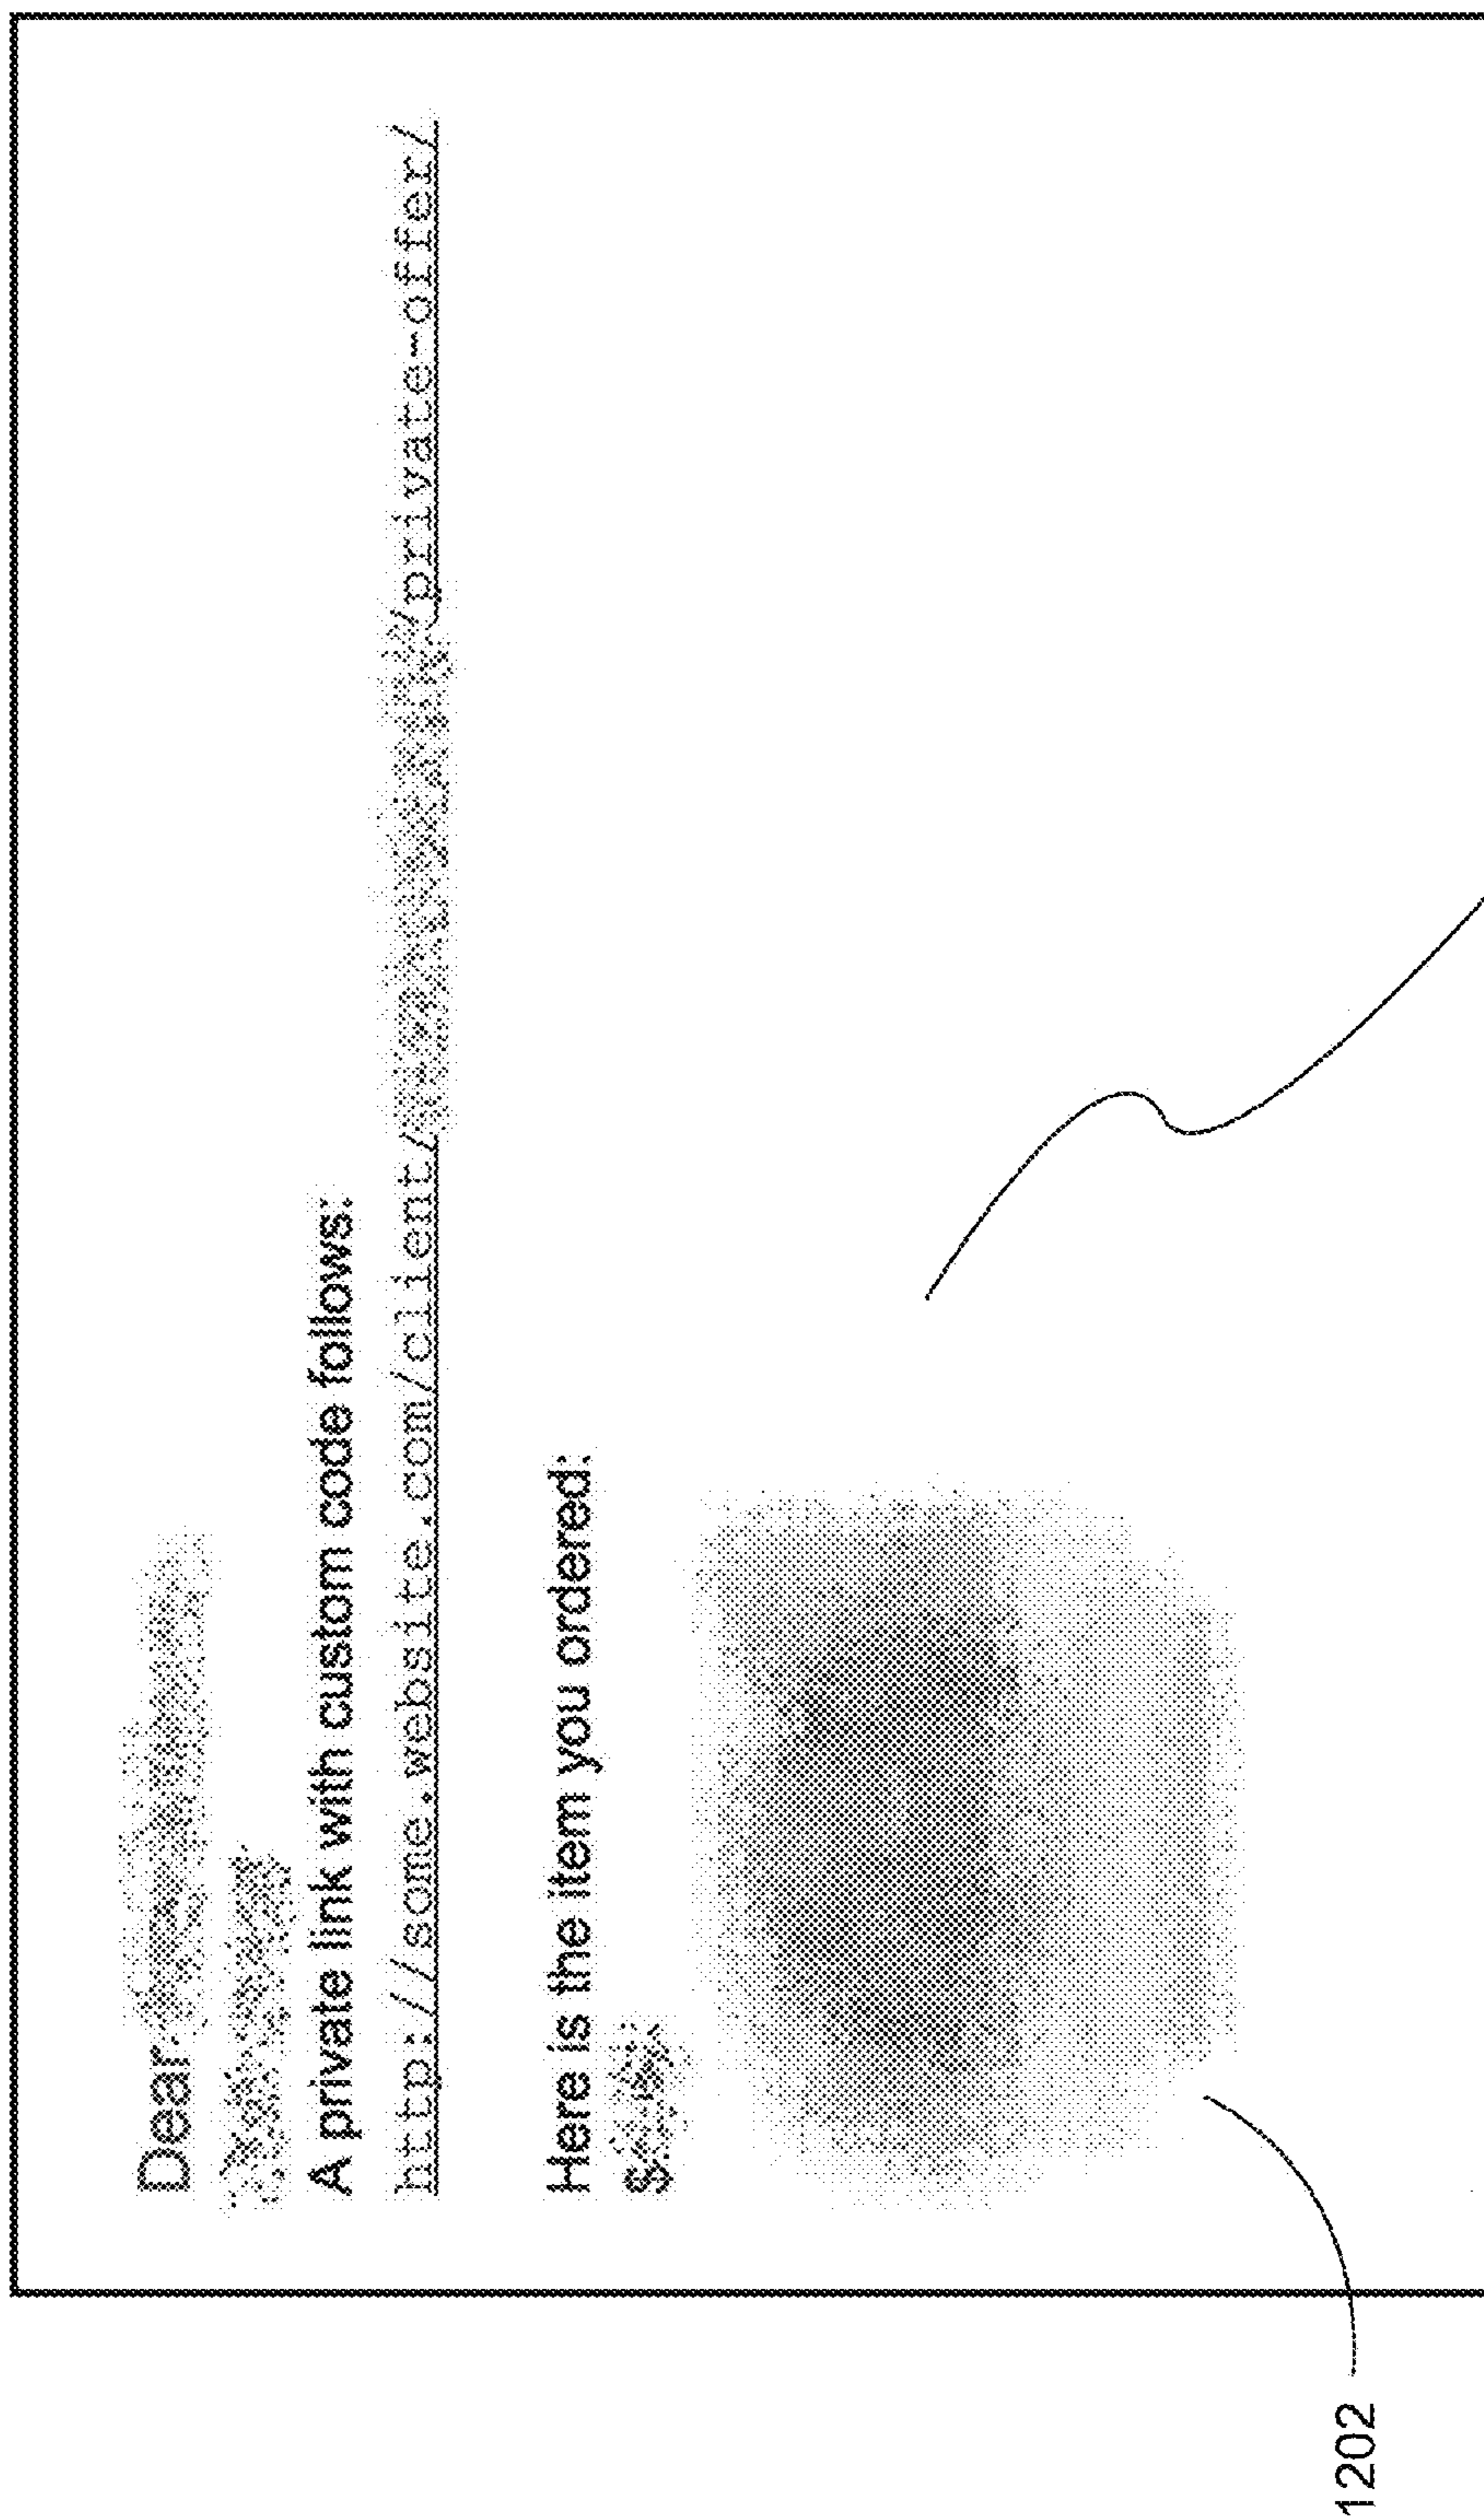 Dear
A private link with custom code follows:
http://some.website.com/client/ /private-offer/
Here is the item you ordered:
$
1202